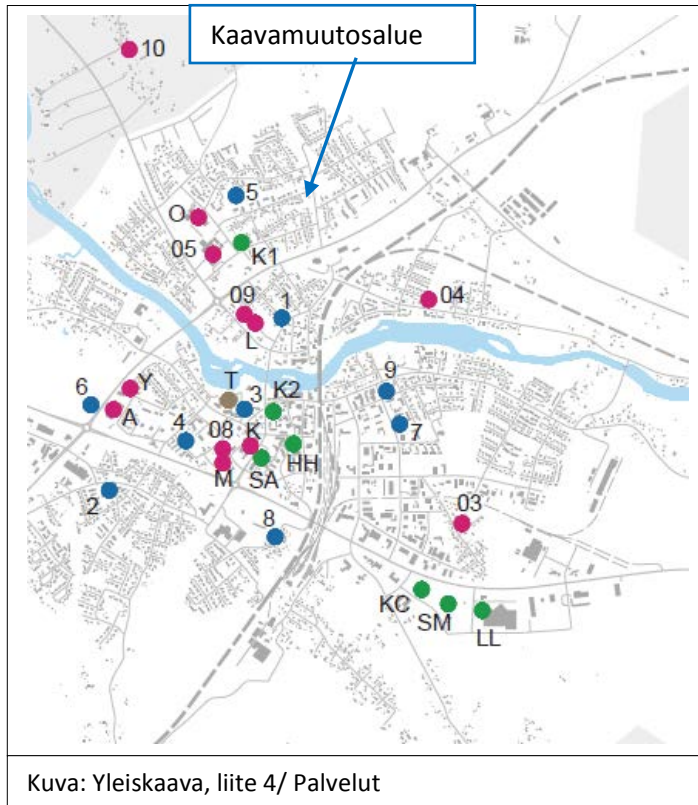 Kaavamuutosalue
10
5
O
05
K1
09
1
04
L
9
Y
T
3
K2
6
A
4
08
K
7
M
SA
HH
2
03
8
KC
SM
LL
Kuva: Yleiskaava, liite 4/ Palvelut